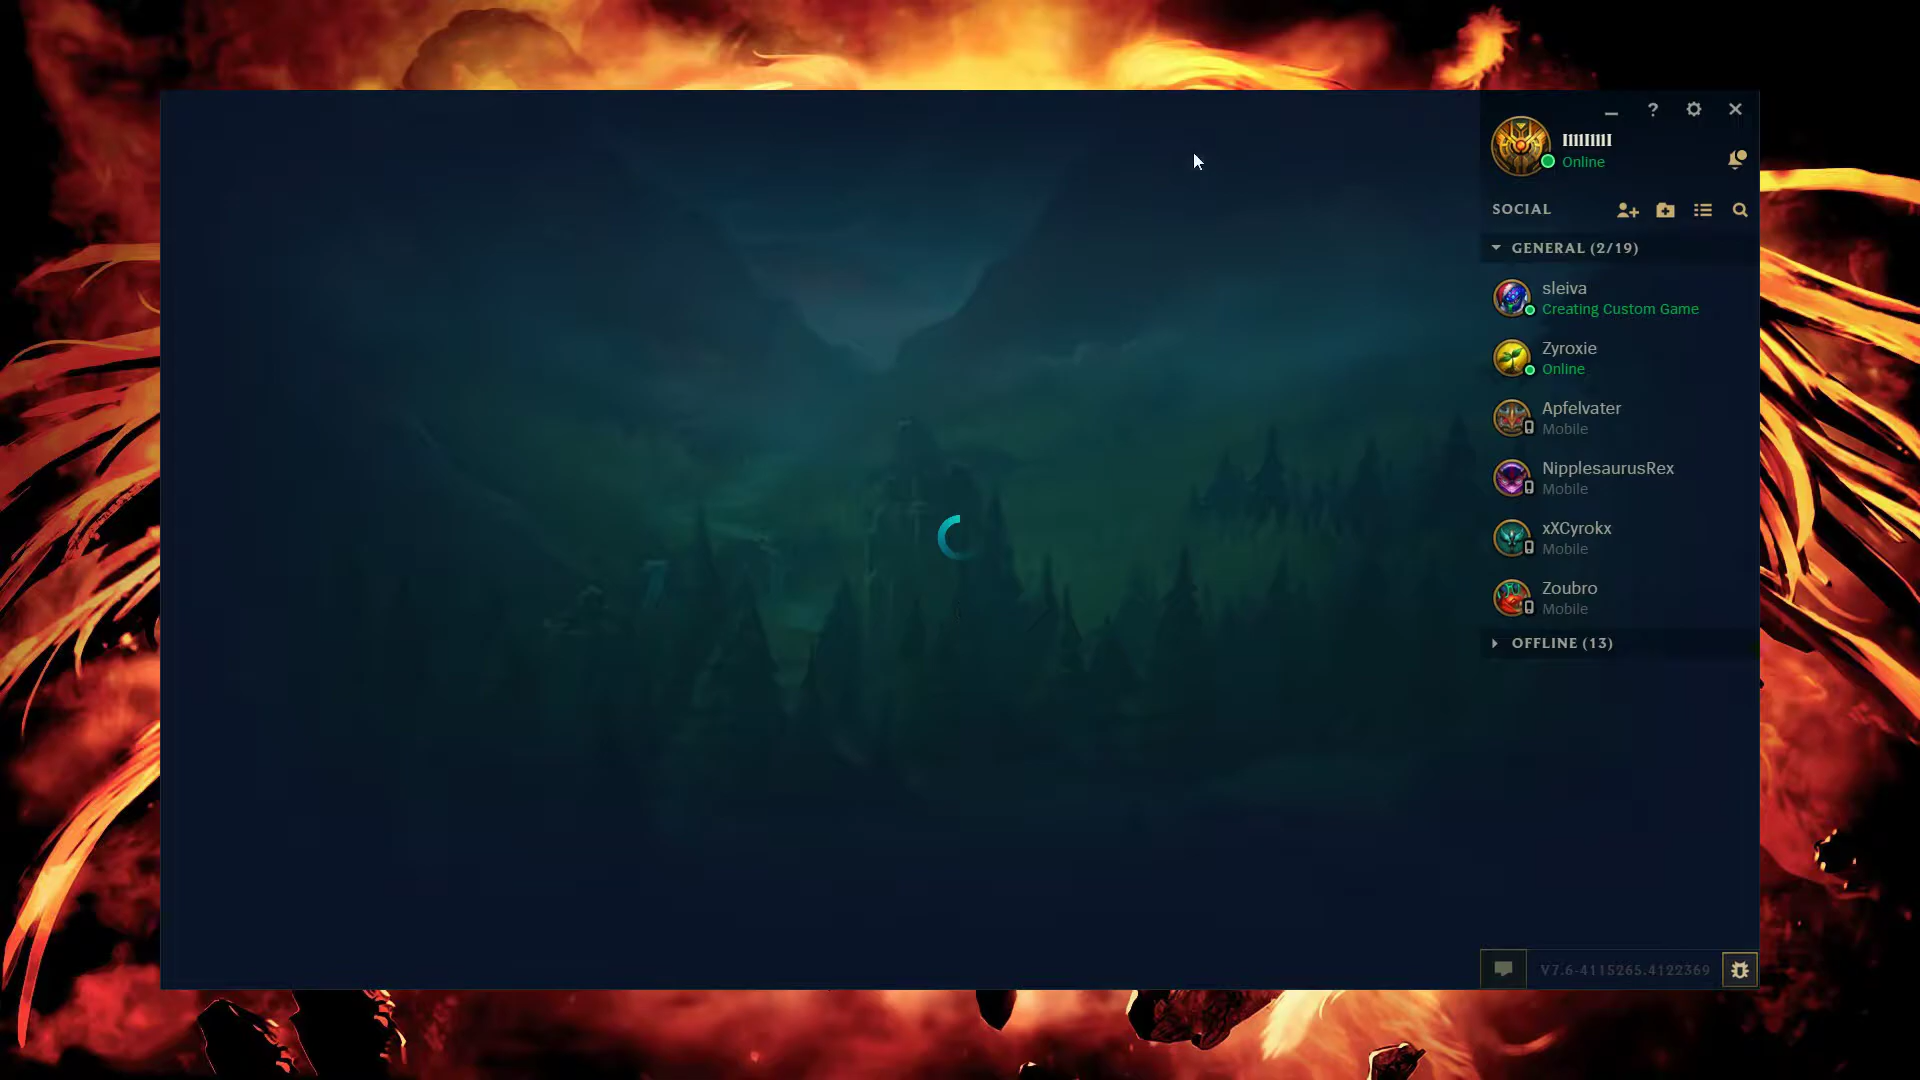 ?
IlllIlllI
Online
SOCIAL
GENERAL (2/19)
sleiva
Creating Custom Game
Zyroxie
Online
Apfelvater
Mobile
NipplesaurusRex
Mobile
xXCyrokx
Mobile
Zoubro
Mobile
OFFLINE (13)
V7.6-4115265.4122369